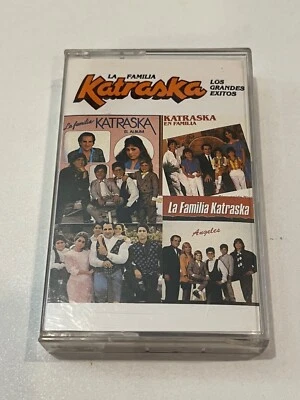 LA FAMILIA
Katraska
LOS GRANDES
EXITOS
La familia KATRASKA
EL ALBUM
KATRASKA
EN FAMILIA
La Familia Katraska
Angeles